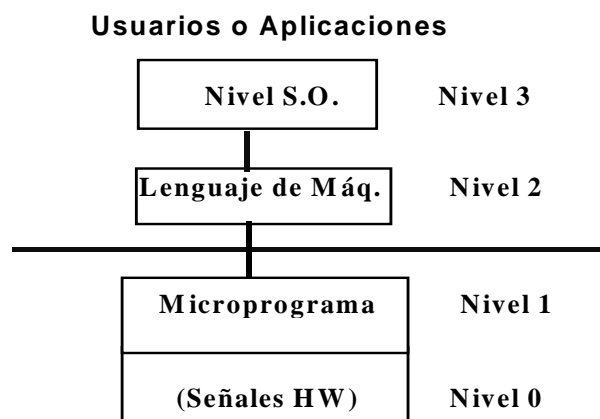 Usuarios o Aplicaciones
Nivel S.O. Nivel 3
Lenguaje de Máq. Nivel 2
Microprograma Nivel 1
(Señales HW) Nivel 0